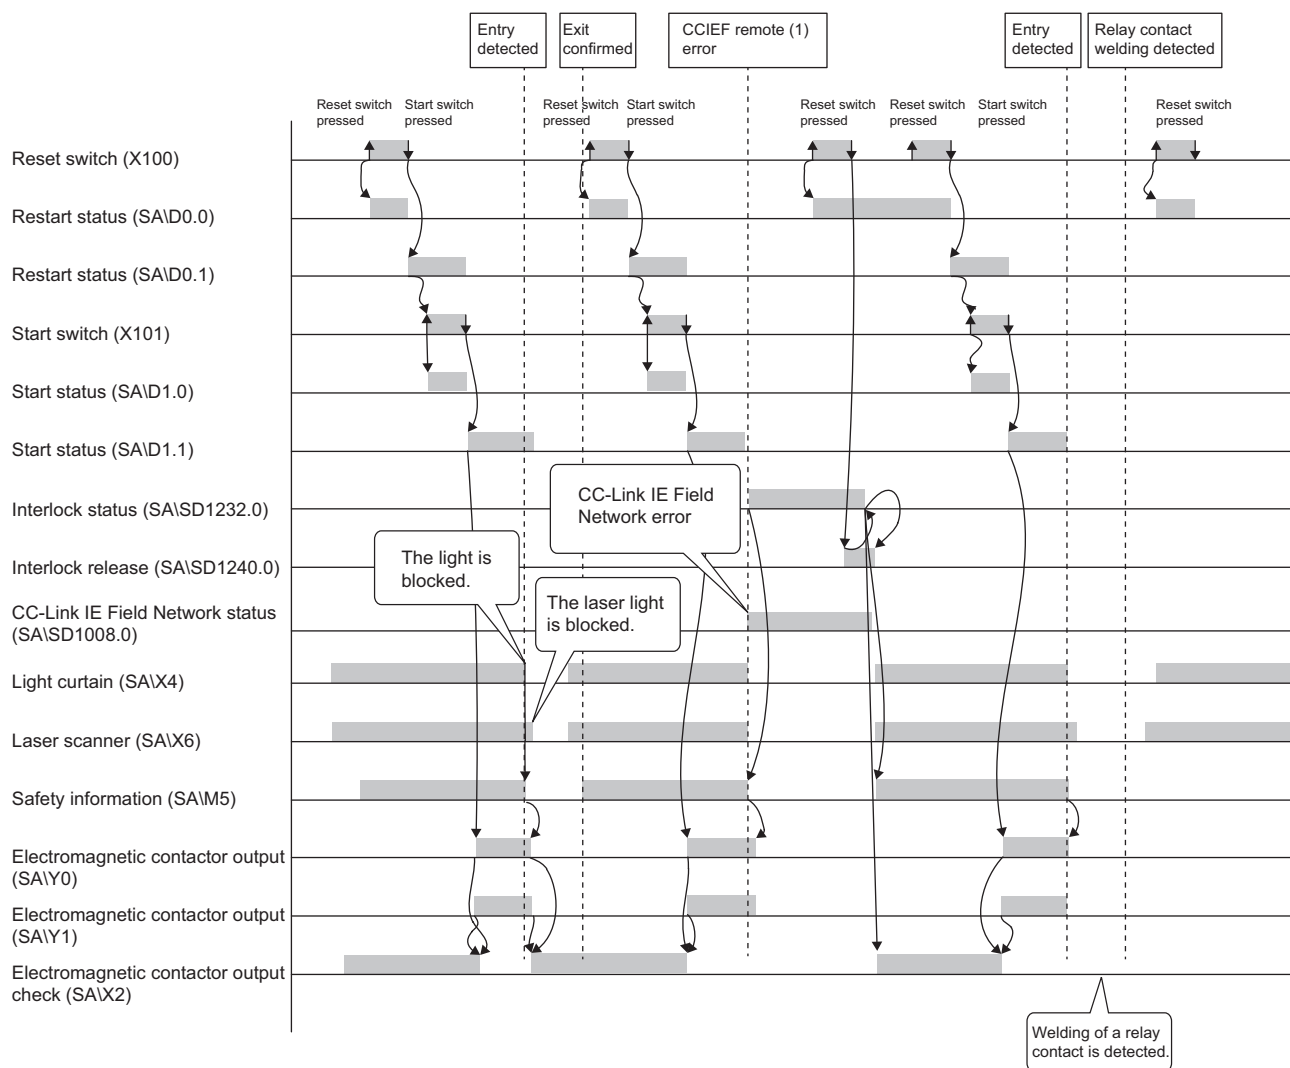 Entry
detected
Exit
confirmed
CCIEF remote (1)
error
Entry
detected
Relay contact
welding detected
Reset switch
pressed
Start switch
pressed
Reset switch
pressed
Start switch
pressed
Reset switch
pressed
Reset switch
pressed
Start switch
pressed
Reset switch
pressed
Reset switch (X100)
Restart status (SA\D0.0)
Restart status (SA\D0.1)
Start switch (X101)
Start status (SA\D1.0)
Start status (SA\D1.1)
Interlock status (SA\SD1232.0)
CC-Link IE Field
Network error
The light is
blocked.
Interlock release (SA\SD1240.0)
The laser light
is blocked.
CC-Link IE Field Network status
(SA\SD1008.0)
Light curtain (SA\X4)
Laser scanner (SA\X6)
Safety information (SA\M5)
Electromagnetic contactor output
(SA\Y0)
Electromagnetic contactor output
(SA\Y1)
Electromagnetic contactor output
check (SA\X2)
Welding of a relay
contact is detected.